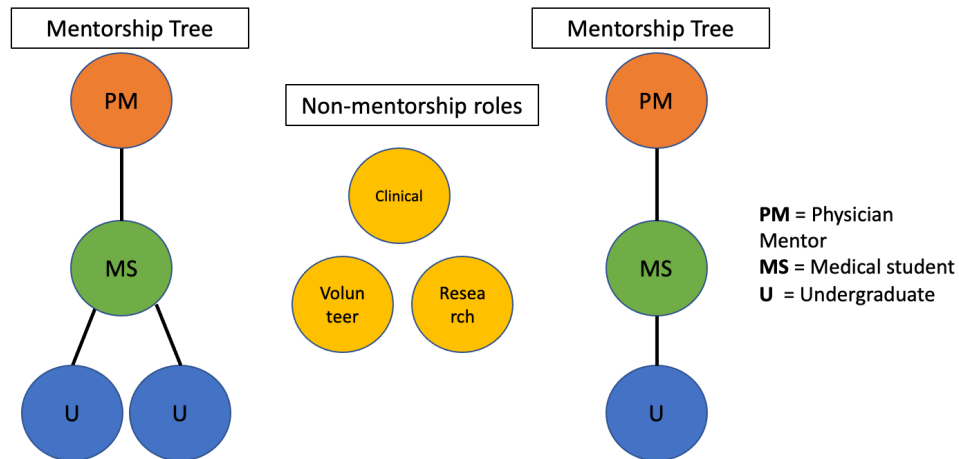 Mentorship Tree
PM
MS
U
U
Non-mentorship roles
Clinical
Volun
teer
Resea
rch
Mentorship Tree
PM
MS
U
PM = Physician
Mentor
MS = Medical student
U = Undergraduate